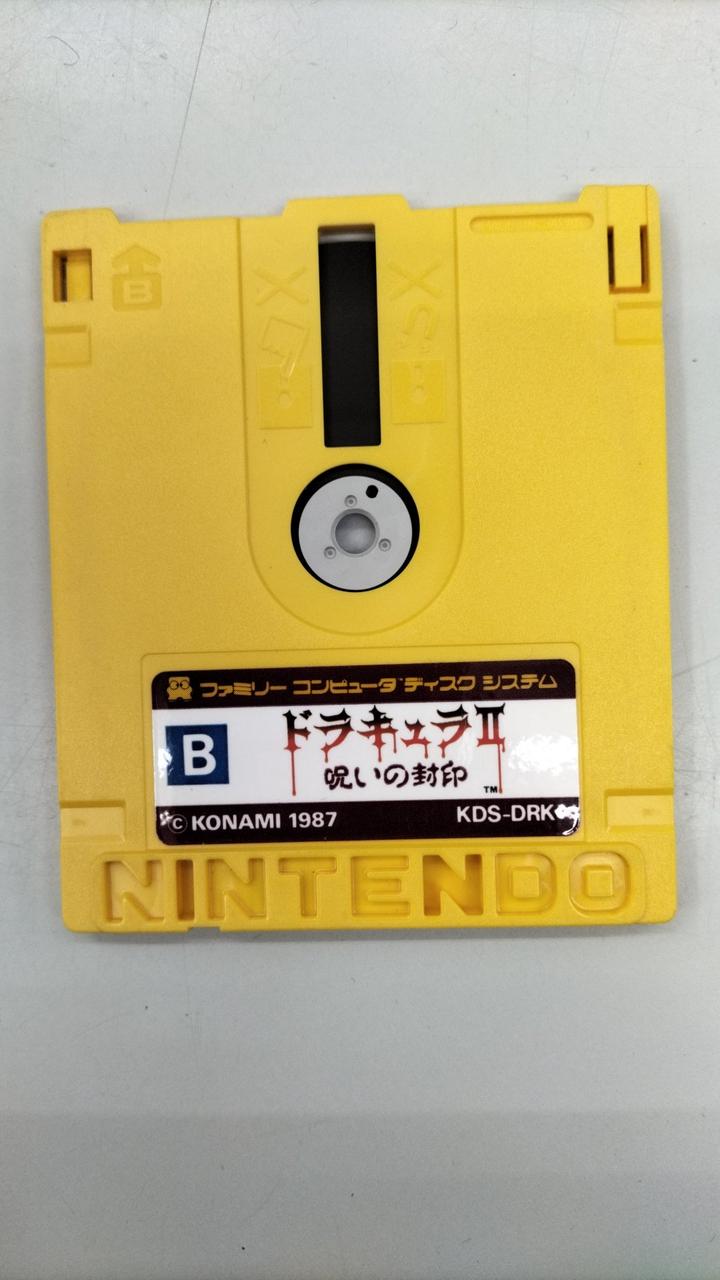 B
ファミリー コンピュータ ディスク システム
B
ドラキュラII
呪いの封印
TM
© KONAMI 1987
KDS-DRK
NINTENDO